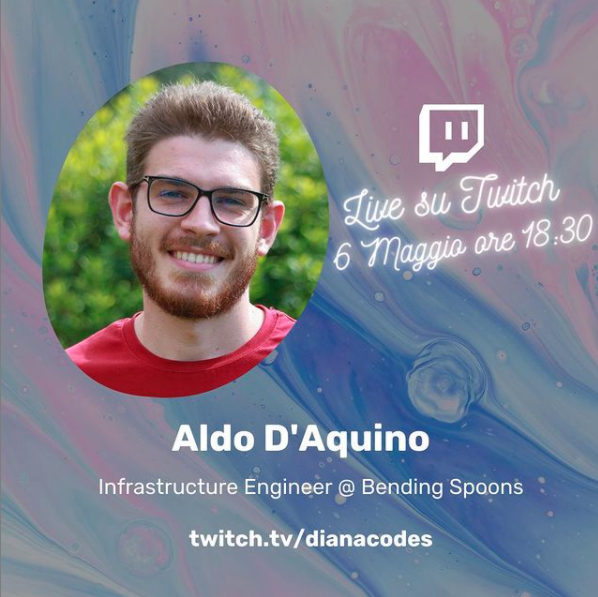 Live su Twitch
6 Maggio ore 18:30
Aldo D'Aquino
Infrastructure Engineer @ Bending Spoons
twitch.tv/dianacodes